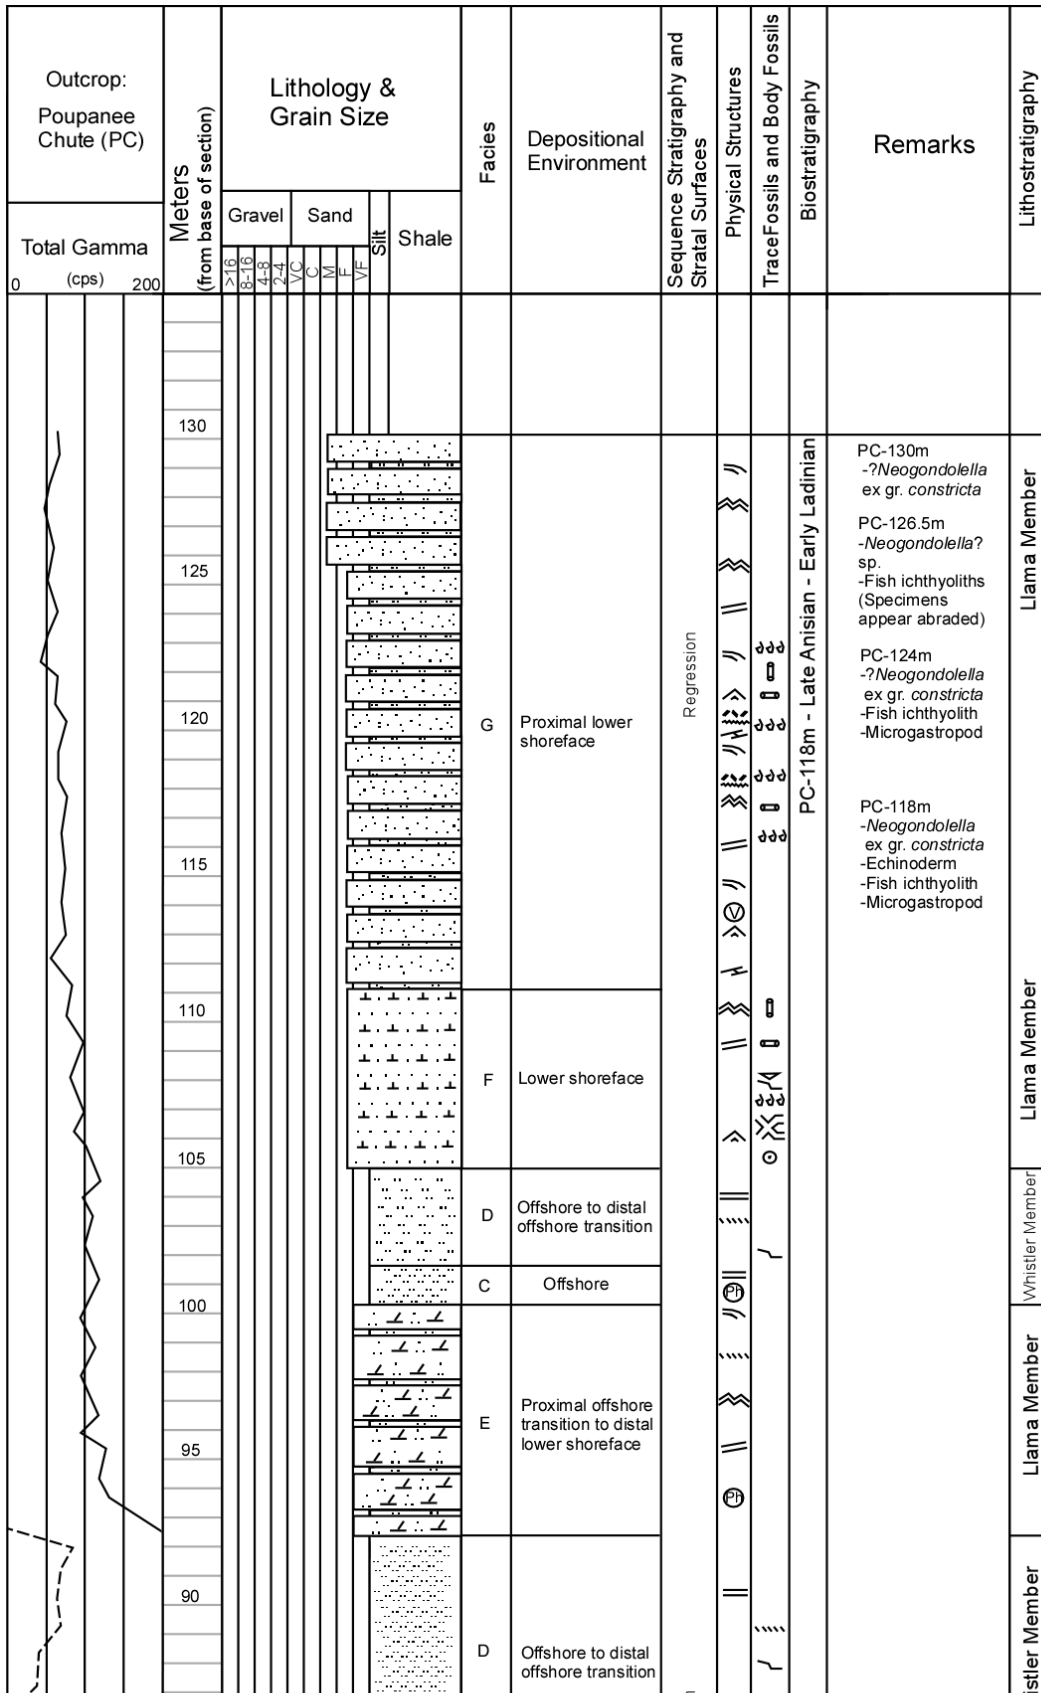 Outcrop:
Poupanee
Chute (PC)
Total Gamma
(cps)
0
200
Meters
(from base of section)
Lithology &
Grain Size
Gravel
Sand
Silt
Shale
>16
8-16
4-8
2-4
VC
C
M
F
VF
Facies
Depositional
Environment
Sequence Stratigraphy and
Stratal Surfaces
Physical Structures
TraceFossils and Body Fossils
Biostratigraphy
Remarks
Lithostratigraphy
130
125
120
115
110
105
100
95
90
G
Proximal lower
shoreface
F
Lower shoreface
D
Offshore to distal
offshore transition
C
Offshore
E
Proximal offshore
transition to distal
lower shoreface
D
Offshore to distal
offshore transition
Regression
V
Ph
Ph
PC-118m - Late Anisian - Early Ladinian
PC-130m
-?Neogondolella
ex gr. constricta
PC-126.5m
-Neogondolella?
sp.
-Fish ichthyoliths
(Specimens
appear abraded)
PC-124m
-?Neogondolella
ex gr. constricta
-Fish ichthyolith
-Microgastropod
PC-118m
-Neogondolella
ex gr. constricta
-Echinoderm
-Fish ichthyolith
-Microgastropod
Llama Member
Llama Member
Whistler Member
Llama Member
istler Member